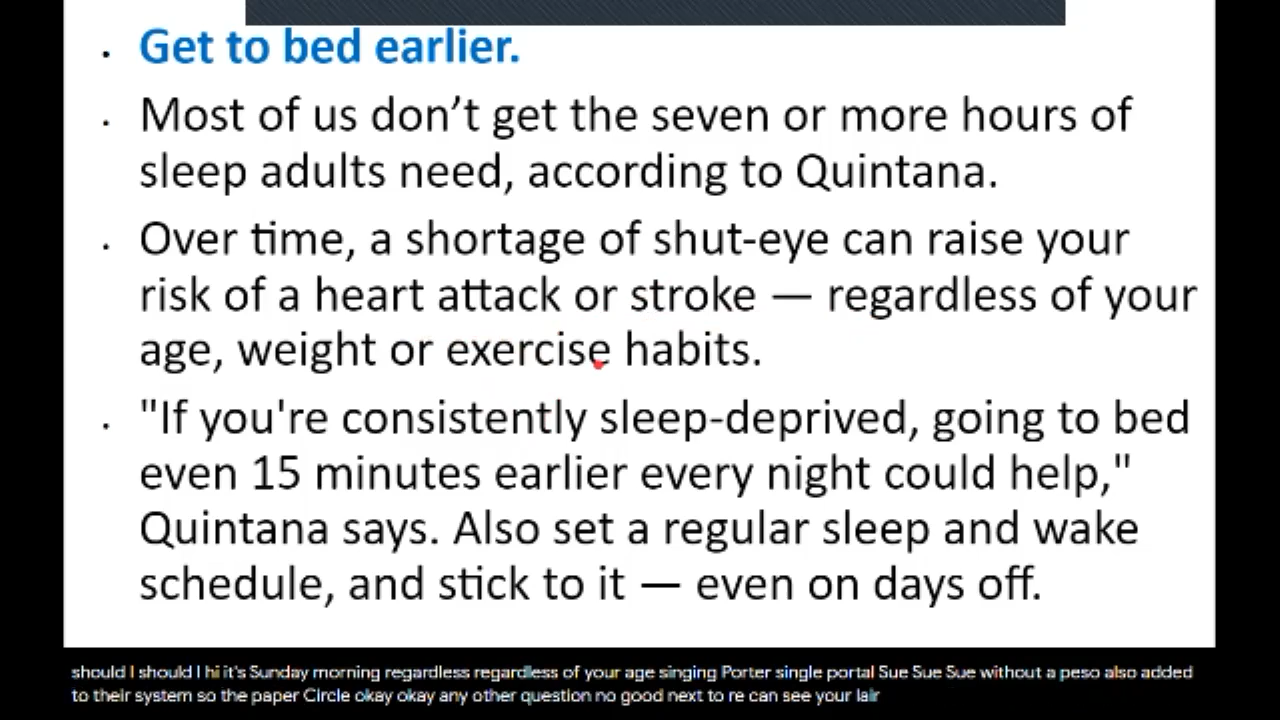 Get to bed earlier.
Most of us don’t get the seven or more hours of
sleep adults need, according to Quintana.
Over time, a shortage of shut-eye can raise your
risk of a heart attack or stroke — regardless of your
age, weight or exercise habits.
"If you're consistently sleep-deprived, going to bed
even 15 minutes earlier every night could help,"
Quintana says. Also set a regular sleep and wake
schedule, and stick to it — even on days off.
should I should I hi it's Sunday morning regardless regardless of your age singing Porter single portal Sue Sue Sue without a peso also added
to their system so the paper Circle okay okay any other question no good next to re can see your lair